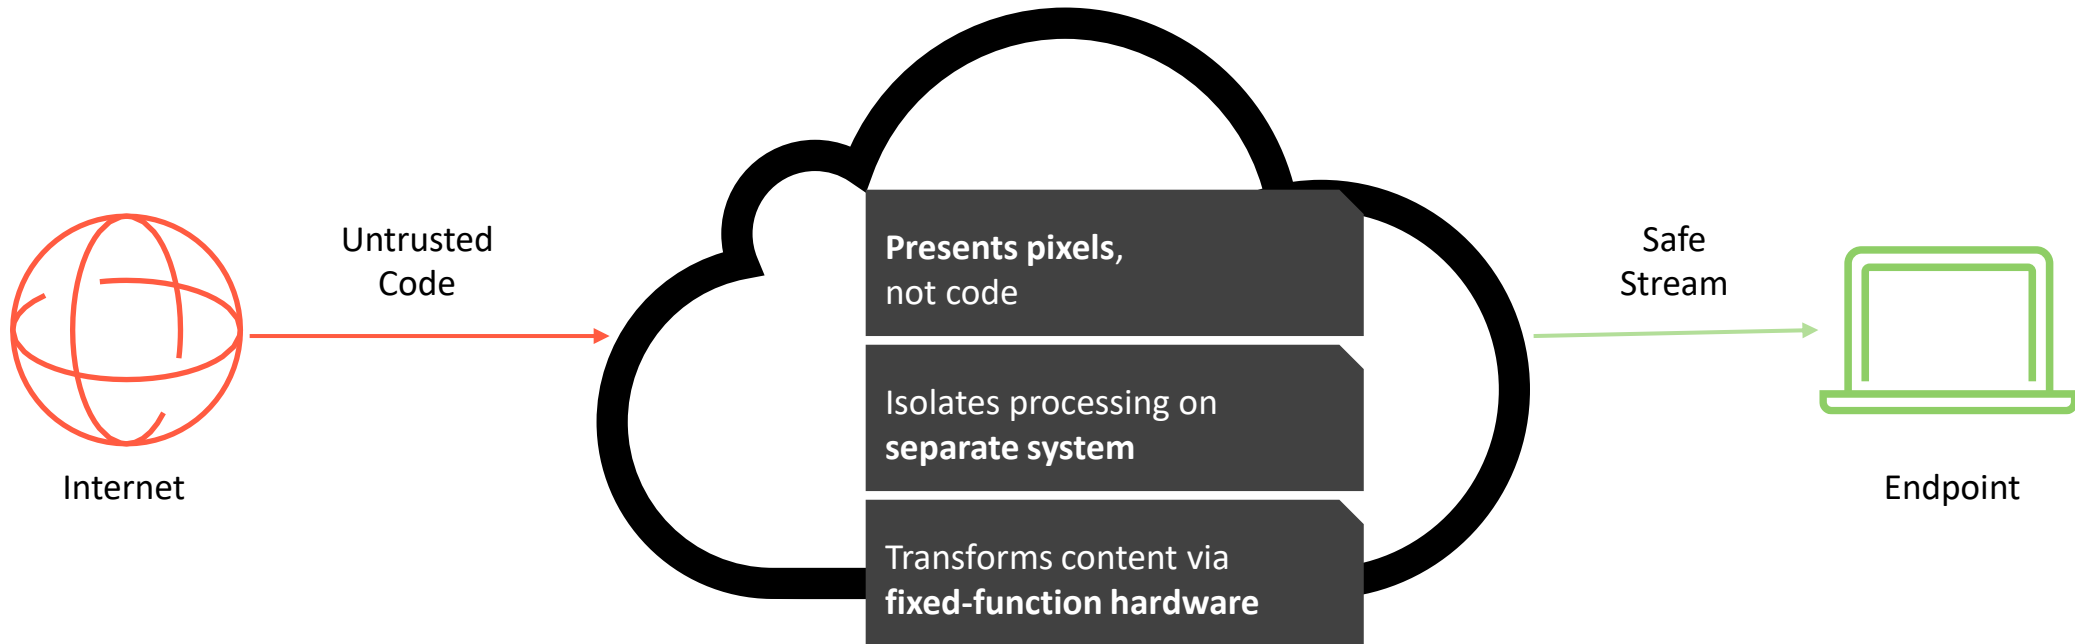 Untrusted
Code
Internet
Presents pixels,
not code
Isolates processing on
separate system
Transforms content via
fixed-function hardware
Safe
Stream
Endpoint